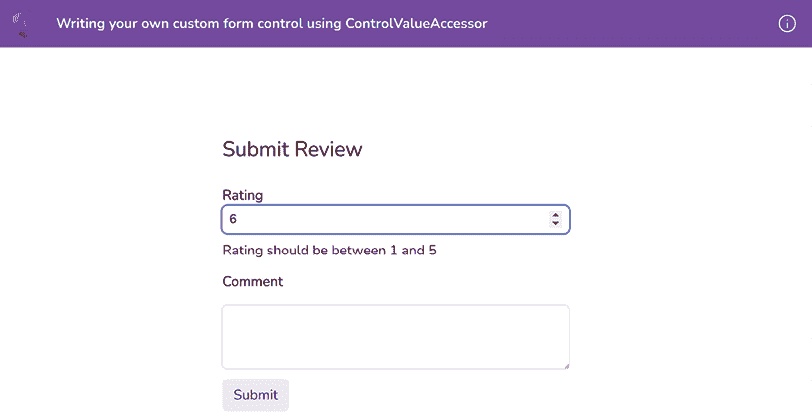 Writing your own custom form control using ControlValueAccessor
Submit Review
Rating
6
Rating should be between 1 and 5
Comment
Submit